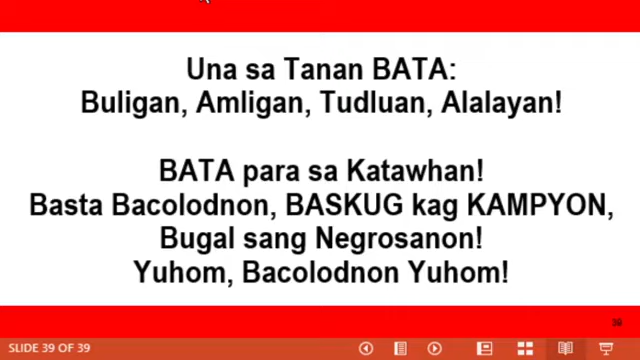 Una sa Tanan BATA:
Buligan, Amligan, Tudluan, Alalayan!
BATA para sa Katawhan!
Basta Bacolodnon, BASKUG kag KAMPYON,
Bugal sang Negrosanon!
Yuhom, Bacolodnon Yuhom!
39
SLIDE 39 OF 39